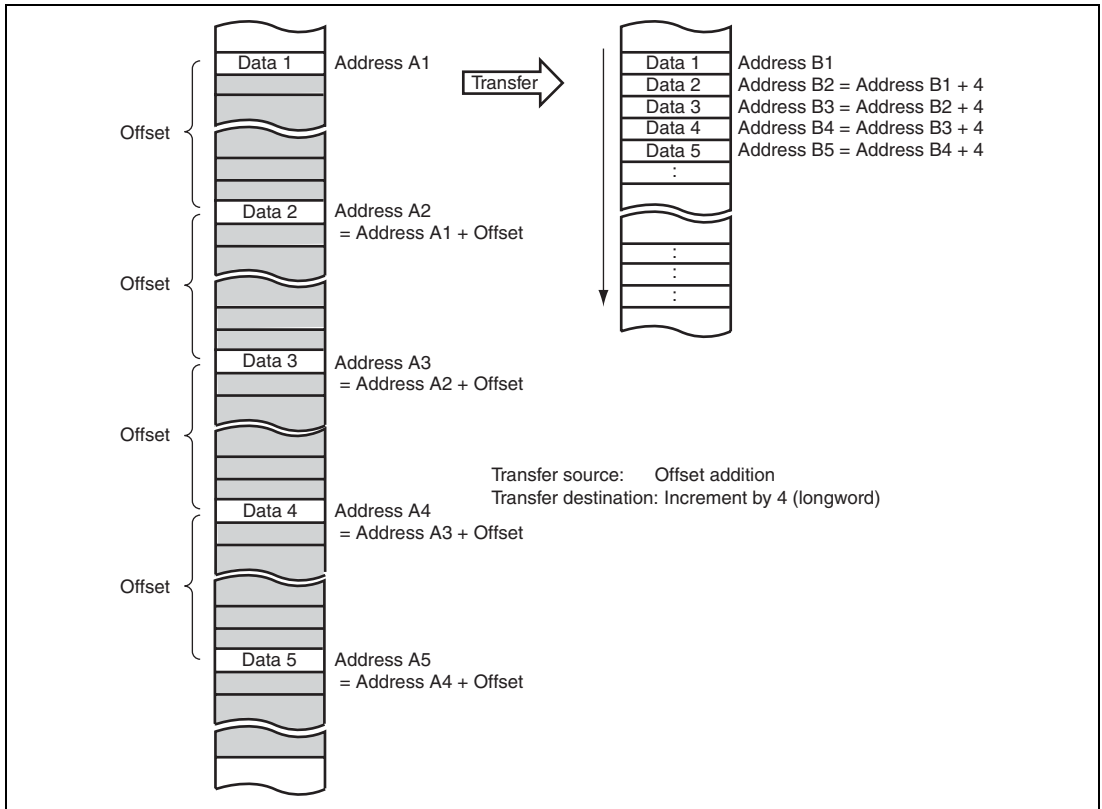 Data 1
Address A1
Offset
Data 2
Address A2
= Address A1 + Offset
Offset
Data 3
Address A3
= Address A2 + Offset
Offset
Data 4
Address A4
= Address A3 + Offset
Offset
Data 5
Address A5
= Address A4 + Offset
Transfer
Data 1 Address B1
Data 2 Address B2 = Address B1 + 4
Data 3 Address B3 = Address B2 + 4
Data 4 Address B4 = Address B3 + 4
Data 5 Address B5 = Address B4 + 4
:
:
:
:
Transfer source: Offset addition
Transfer destination: Increment by 4 (longword)